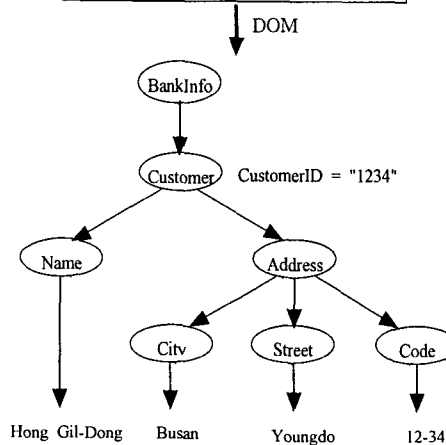 DOM
BankInfo
Customer CustomerID = "1234"
Name Address
City Street Code
Hong Gil-Dong Busan Youngdo 12-34